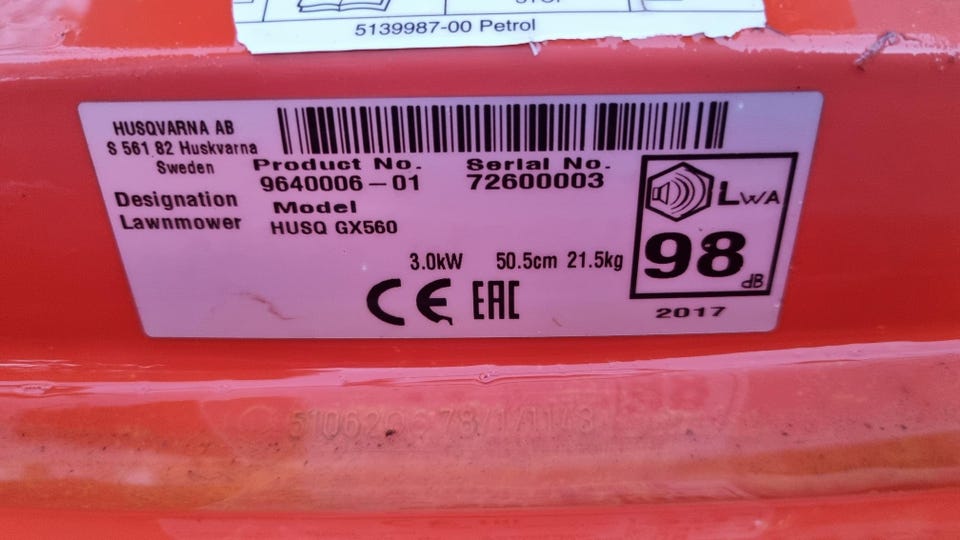 5139987-00 Petrol
HUSQVARNA AB
S 561 82 Huskvarna
Sweden
Product No. Serial No.
9640006-01 72600003
Designation Model
Lawnmower HUSQ GX560
LWA
98
dB
3.0kW 50.5cm 21.5kg
CE EAC
2017